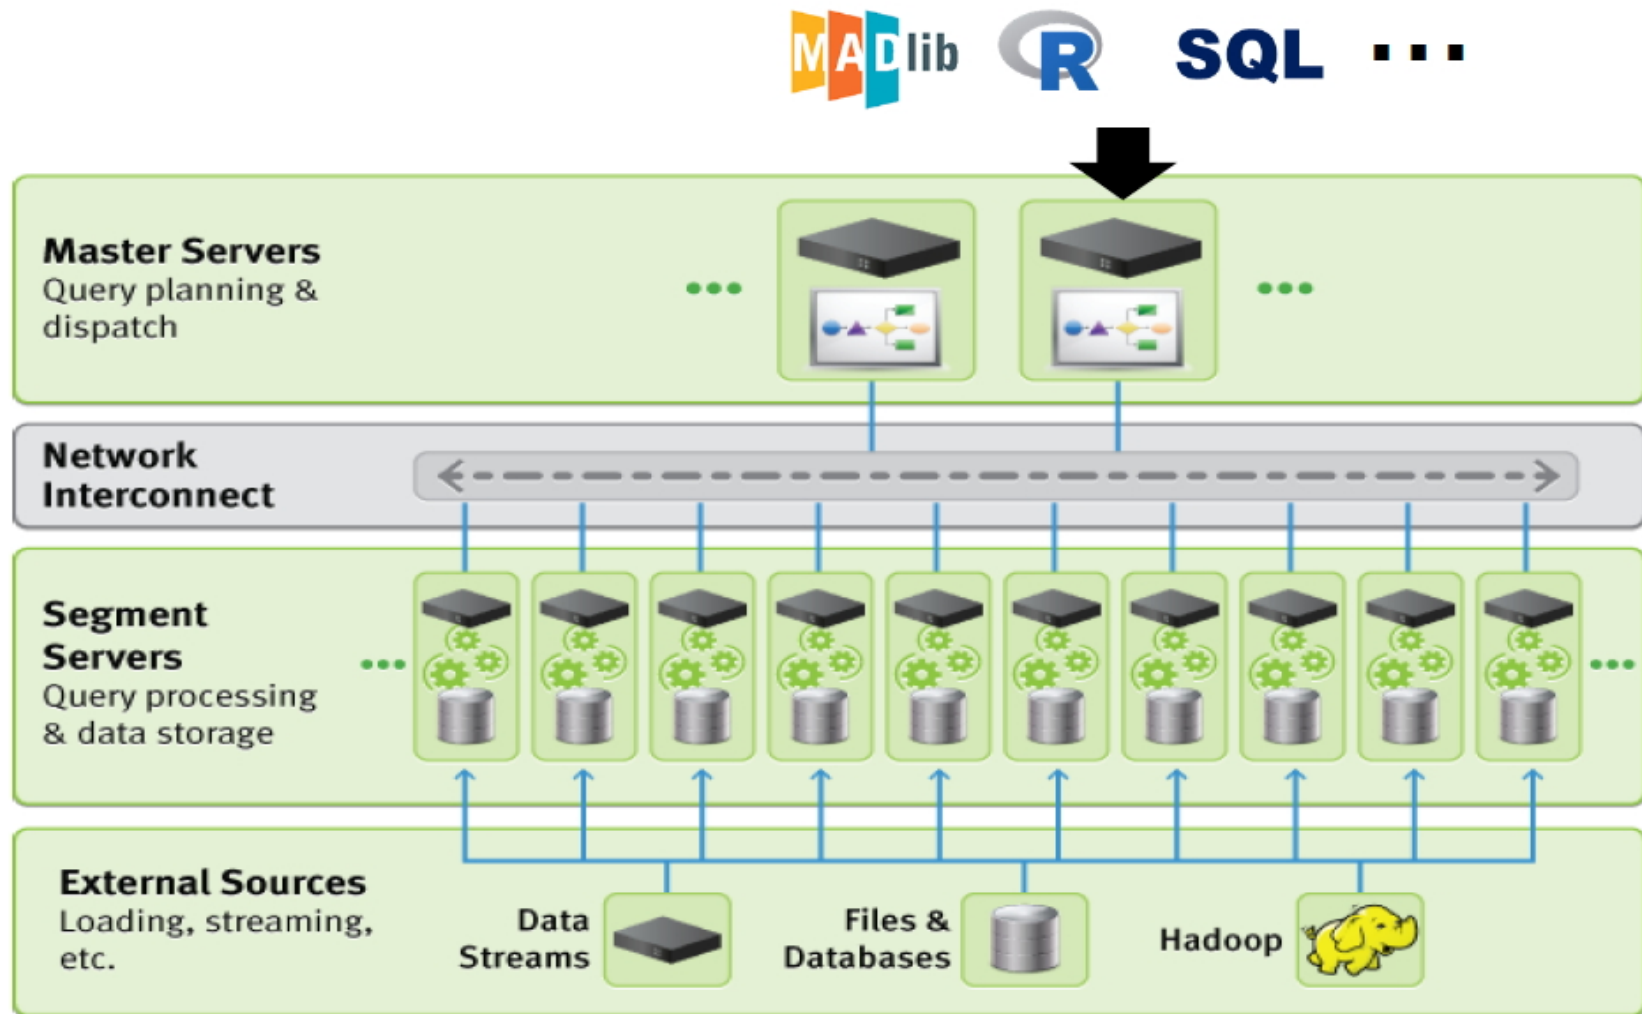 MADlib R SQL ...
Master Servers
Query planning &
dispatch
Network
Interconnect
Segment
Servers
Query processing
& data storage
External Sources
Loading, streaming,
etc.
Data
Streams
Files &
Databases
Hadoop